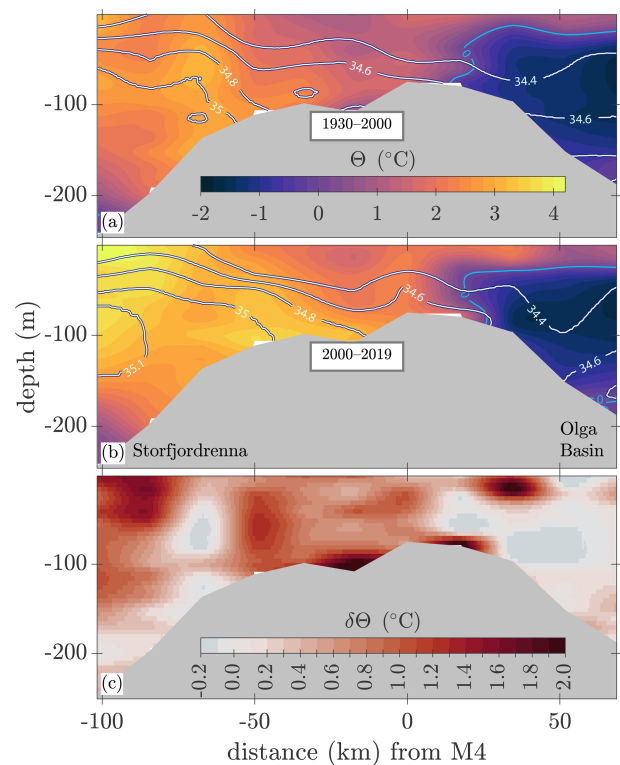 34.8
34.6
0
34.4
35
34.6
-100
1930–2000
Θ (°C)
-200
-2 -1 0 1 2 3 4
(a)
34.6
35
34.8
34.4
-100
2000–2019
35.1
34.6
0
depth (m)
-200
(b) Storfjordrenna
Olga
Basin
-100
δΘ (°C)
-200
-0.2 0.0 0.2 0.4 0.6 0.8 1.0 1.2 1.4 1.6 1.8 2.0
(c)
-100 -50 0 50
distance (km) from M4